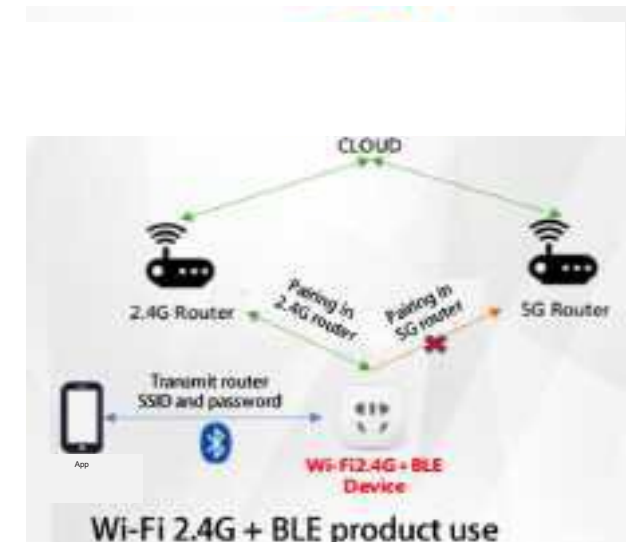 CLOUD
2.4G Router
Pairing in
2.4G router
Pairing in
5G router
5G Router
Transmit router
SSID and password
App
Wi-Fi2.4G+BLE
Device
Wi-Fi 2.4G + BLE product use